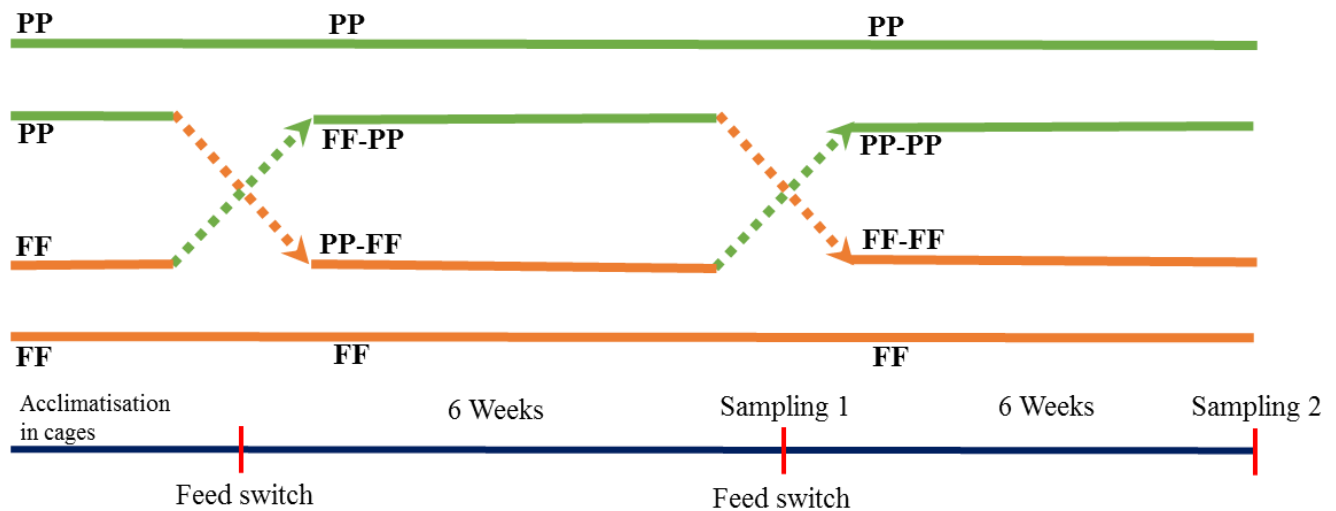 PP PP PP
PP FF-PP PP-PP
FF PP-FF FF-FF
FF FF FF
Acclimatisation
in cages
6 Weeks Sampling 1 6 Weeks Sampling 2
Feed switch Feed switch